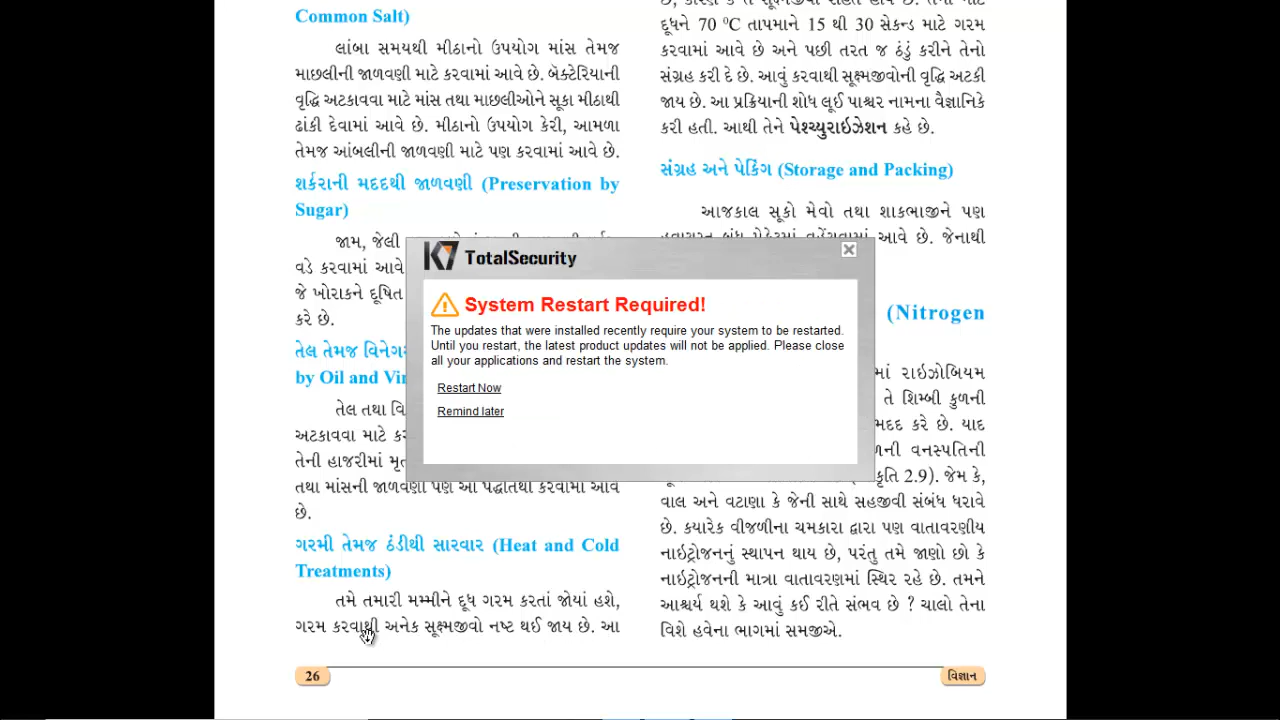 Common Salt)
લાંબા સમયથી મીઠાનો ઉપયોગ માંસ તેમજ
માછલીની જાળવણી માટે કરવામાં આવે છે. બૅક્ટેરિયાની
વૃદ્ધિ અટકાવવા માટે માંસ તથા માછલીઓને સૂકા મીઠાથી
ઢાંકી દેવામાં આવે છે. મીઠાનો ઉપયોગ કેરી, આમળા
તેમજ આંબલીની જાળવણી માટે પણ કરવામાં આવે છે.
શર્કરાની મદદથી જાળવણી (Preservation by
Sugar)
જામ, જેલી
વડે કરવામાં આવે
જે ખોરાકને દૂષિત
કરે છે.
તેલ તેમજ વિનેગર
by Oil and Vin
તેલ તથા વિ
અટકાવવા માટે કર
તેની હાજરીમાં મૃત
તથા માંસની જાળવણી પણ આ પદ્ધતિથી કરવામાં આવે
છે.
ગરમી તેમજ ઠંડીથી સારવાર (Heat and Cold
Treatments)
તમે તમારી મમ્મીને દૂધ ગરમ કરતાં જોયાં હશે,
ગરમ કરવાથી અનેક સૂક્ષ્મજીવો નષ્ટ થઈ જાય છે. આ
દૂધને 70 ⁰C તાપમાને 15 થી 30 સેકન્ડ માટે ગરમ
કરવામાં આવે છે અને પછી તરત જ ઠંડું કરીને તેનો
સંગ્રહ કરી દે છે. આવું કરવાથી સૂક્ષ્મજીવોની વૃદ્ધિ અટકી
જાય છે. આ પ્રક્રિયાની શોધ લૂઈ પાશ્ચર નામના વૈજ્ઞાનિકે
કરી હતી. આથી તેને પેશ્ચ્યુરાઇઝેશન કહે છે.
સંગ્રહ અને પેકિંગ (Storage and Packing)
આજકાલ સૂકો મેવો તથા શાકભાજીને પણ
આવે છે. જેનાથી
(Nitrogen
માં રાઇઝોબિયમ
તે શિમ્બી કુળની
મદદ કરે છે. યાદ
ળની વનસ્પતિની
કૃતિ 2.9). જેમ કે,
વાલ અને વટાણા કે જેની સાથે સહજીવી સંબંધ ધરાવે
છે. ક્યારેક વીજળીના ચમકારા દ્વારા પણ વાતાવરણીય
નાઇટ્રોજનનું સ્થાપન થાય છે, પરંતુ તમે જાણો છો કે
નાઇટ્રોજનની માત્રા વાતાવરણમાં સ્થિર રહે છે. તમને
આશ્ચર્ય થશે કે આવું કઈ રીતે સંભવ છે ? ચાલો તેના
વિશે હવેના ભાગમાં સમજીએ.
K7 TotalSecurity
System Restart Required!
The updates that were installed recently require your system to be restarted.
Until you restart, the latest product updates will not be applied. Please close
all your applications and restart the system.
Restart Now
Remind later
26
વિજ્ઞાન